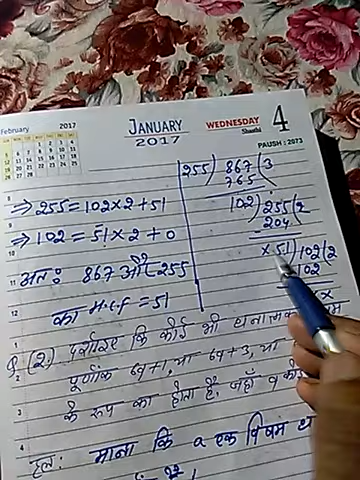 February 2017
JANUARY
2017
WEDNESDAY 4
PAUSH : 2073
255) 867 (3
765
⇒ 255 = 102 × 2 + 51
102) 255 (2
204
⇒ 102 = 51 × 2 + 0
× 51) 102 (2
102
×
अतः 867 और 255
का H.C.F = 51
Q (2) दर्शाइए कि कोई भी धनात्मक
पूर्णांक 6q+1, या 6q+3, या
के रूप का होता है, जहाँ q
हल: माना कि a एक विषम